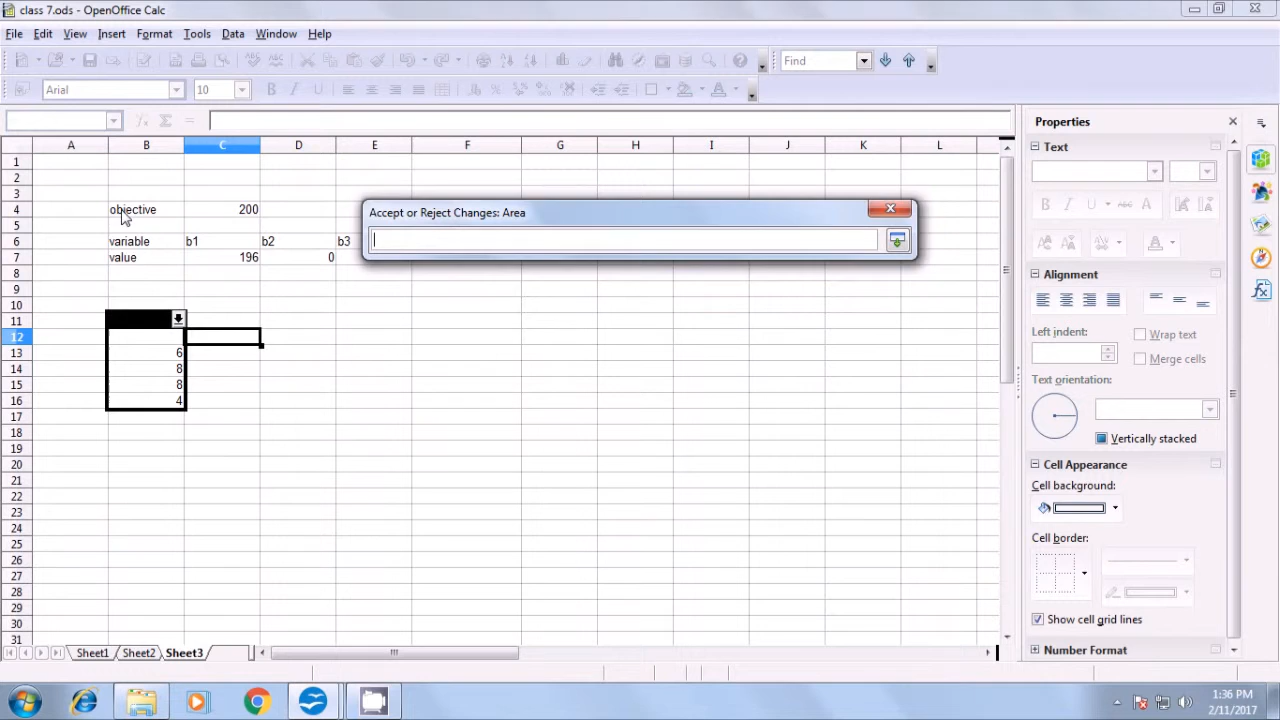 class 7.ods - OpenOffice Calc
File Edit View Insert Format Tools Data Window Help
Find
Arial 10
Properties
A B C D E F G H I J K L
Text
1
2
3
4 objective 200
5
6 variable b1 b2 b3
7 value 196 0
8
9
10
11
12
13 6
14 8
15 8
16 4
17
18
19
20
21
22
23
24
25
26
27
28
29
30
31
Accept or Reject Changes: Area
Alignment
Left indent:
Wrap text
Merge cells
Text orientation:
Vertically stacked
Cell Appearance
Cell background:
Cell border:
Show cell grid lines
Number Format
Sheet1 Sheet2 Sheet3
1:36 PM
2/11/2017